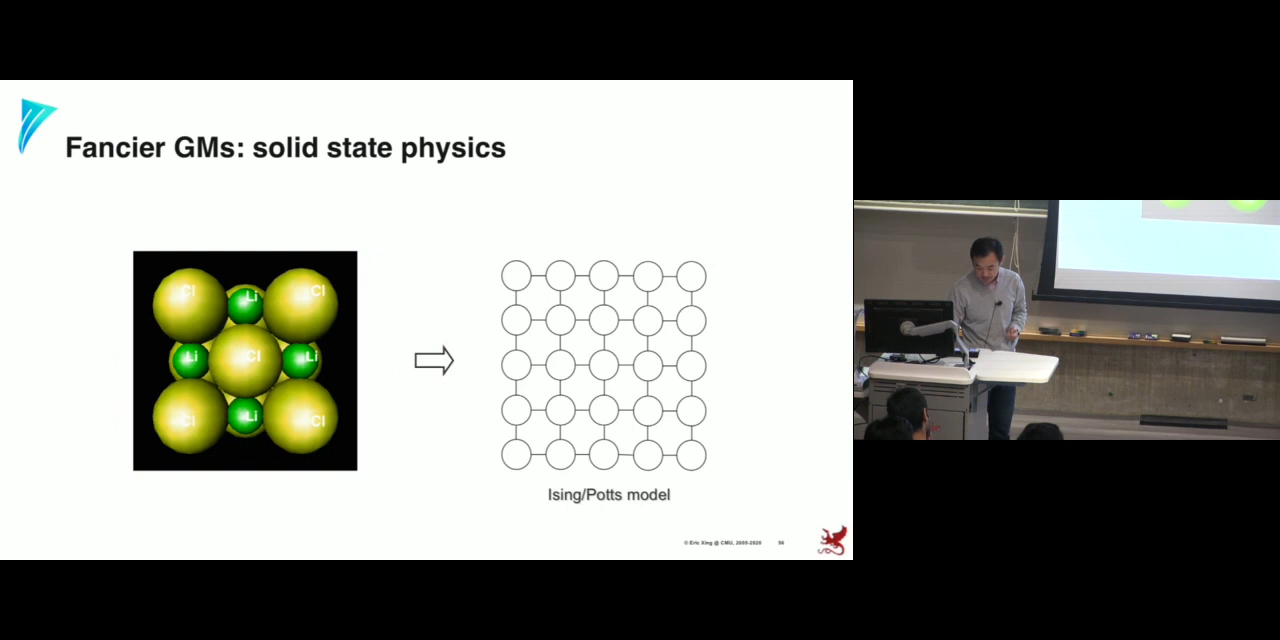 Fancier GMs: solid state physics
Cl Li Cl
Li Cl Li
Cl Li Cl
Ising/Potts model
© Eric Xing @ CMU, 2005-2020